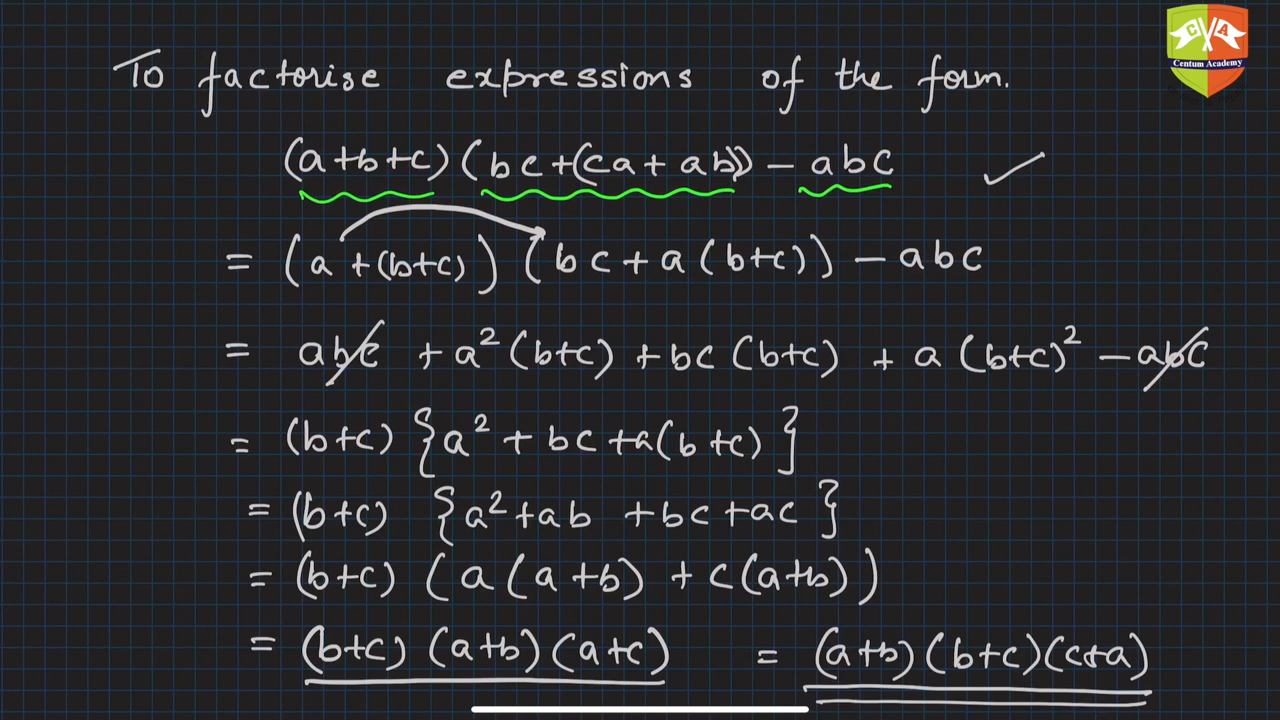 C A
Centum Academy
To factorise expressions of the form.
(a+b+c)(bc+(ca+ab)) - abc ✓
= (a+(b+c)) (bc+a(b+c)) - abc
= abc + a²(b+c) + bc(b+c) + a(b+c)² - abc
= (b+c) {a² + bc + a(b+c)}
= (b+c) {a²+ab +bc+ac}
= (b+c) (a(a+b) + c(a+b))
= (b+c)(a+b)(a+c) = (a+b)(b+c)(c+a)